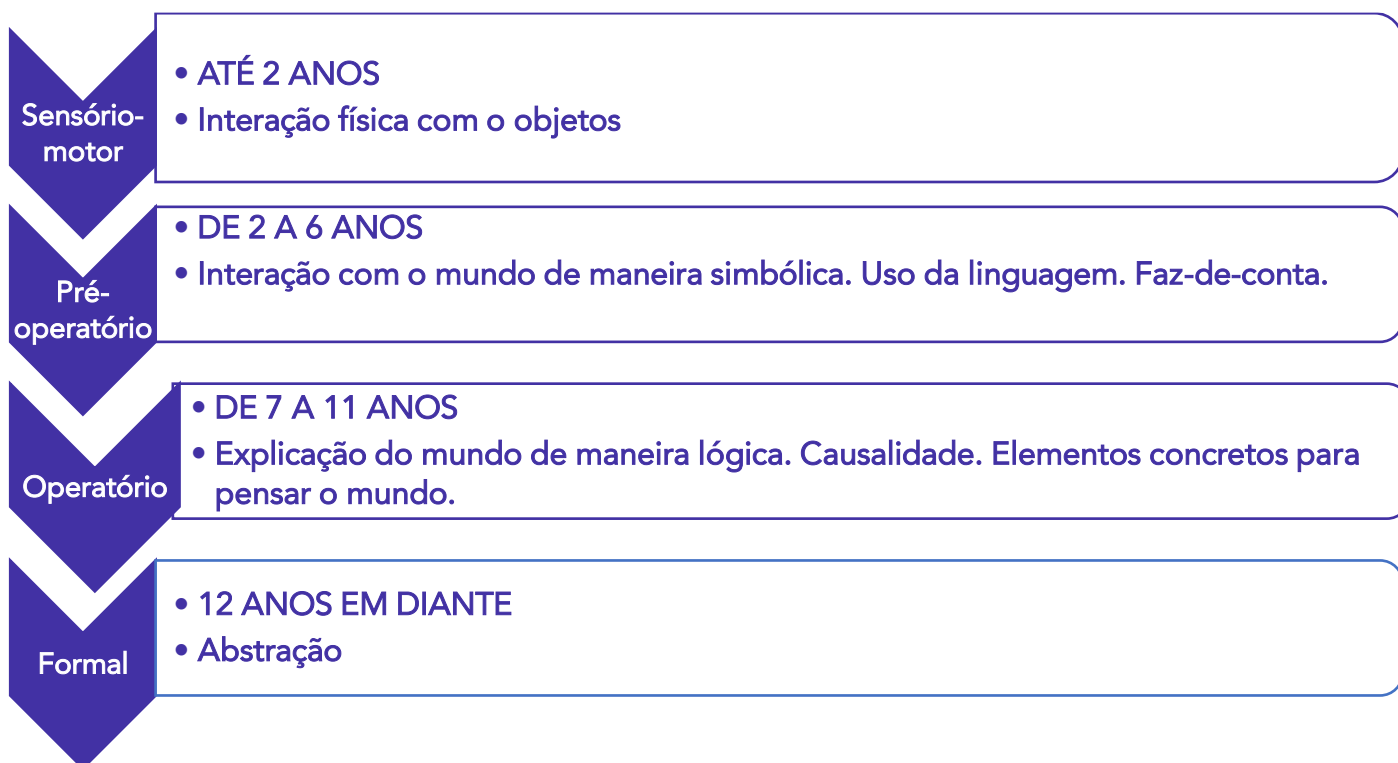 Sensório-
motor
• ATÉ 2 ANOS
• Interação física com o objetos
Pré-
operatório
• DE 2 A 6 ANOS
• Interação com o mundo de maneira simbólica. Uso da linguagem. Faz-de-conta.
Operatório
• DE 7 A 11 ANOS
• Explicação do mundo de maneira lógica. Causalidade. Elementos concretos para
pensar o mundo.
Formal
• 12 ANOS EM DIANTE
• Abstração